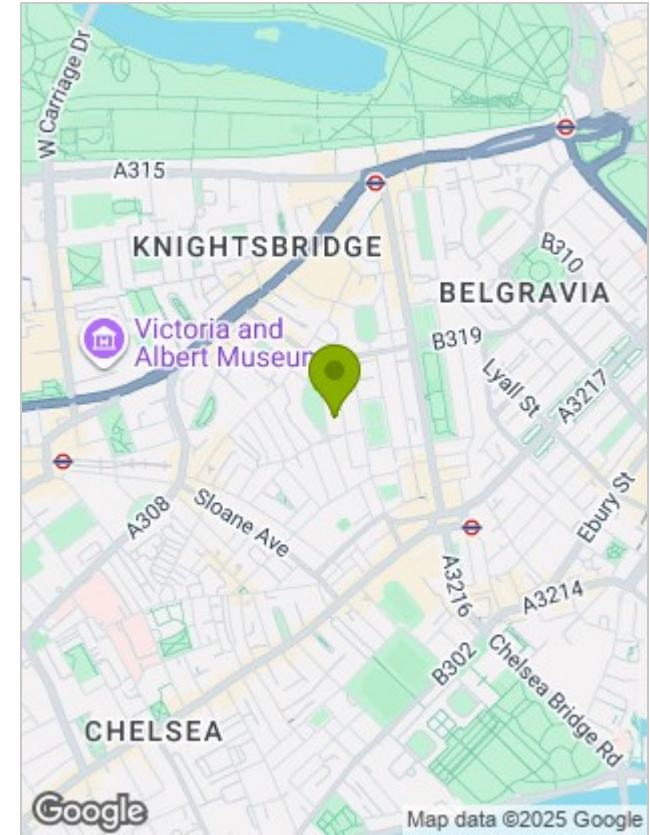 W Carriage Dr
A315
KNIGHTSBRIDGE
B310
BELGRAVIA
Victoria and
Albert Museum
B319
Lyall St
A3217
Sloane Ave
A308
Ebury St
A3216
A3214
B302
Chelsea Bridge Rd
CHELSEA
Google
Map data ©2025 Google